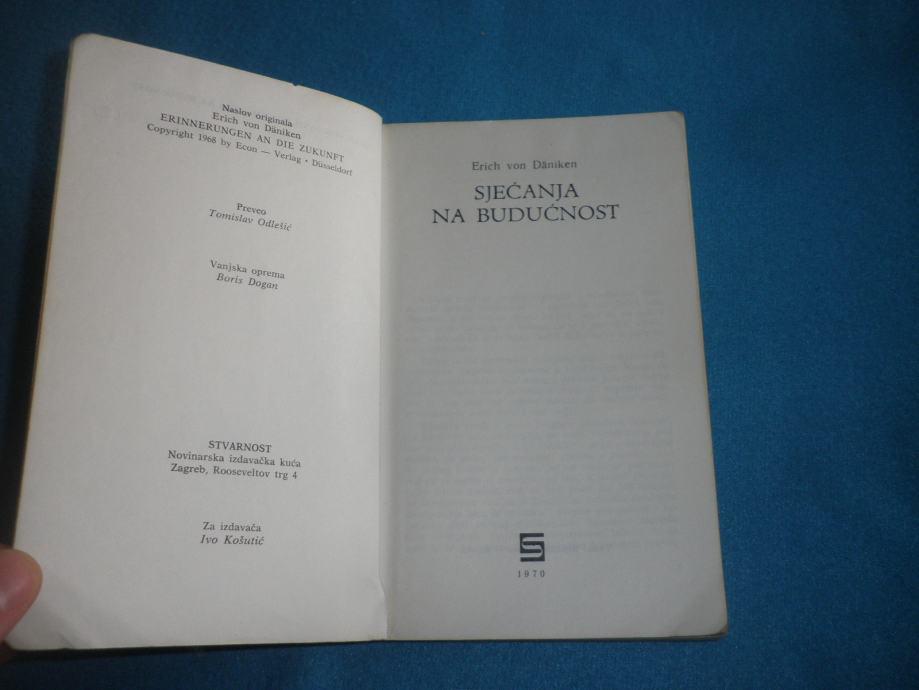 Naslov originala
Erich von Däniken
ERINNERUNGEN AN DIE ZUKUNFT
Copyright 1968 by Econ — Verlag · Düsseldorf
Preveo
Tomislav Odlešić
Vanjska oprema
Boris Dogan
STVARNOST
Novinarska izdavačka kuća
Zagreb, Rooseveltov trg 4
Za izdavača
Ivo Košutić
Erich von Däniken
SJEĆANJA
NA BUDUĆNOST
1970